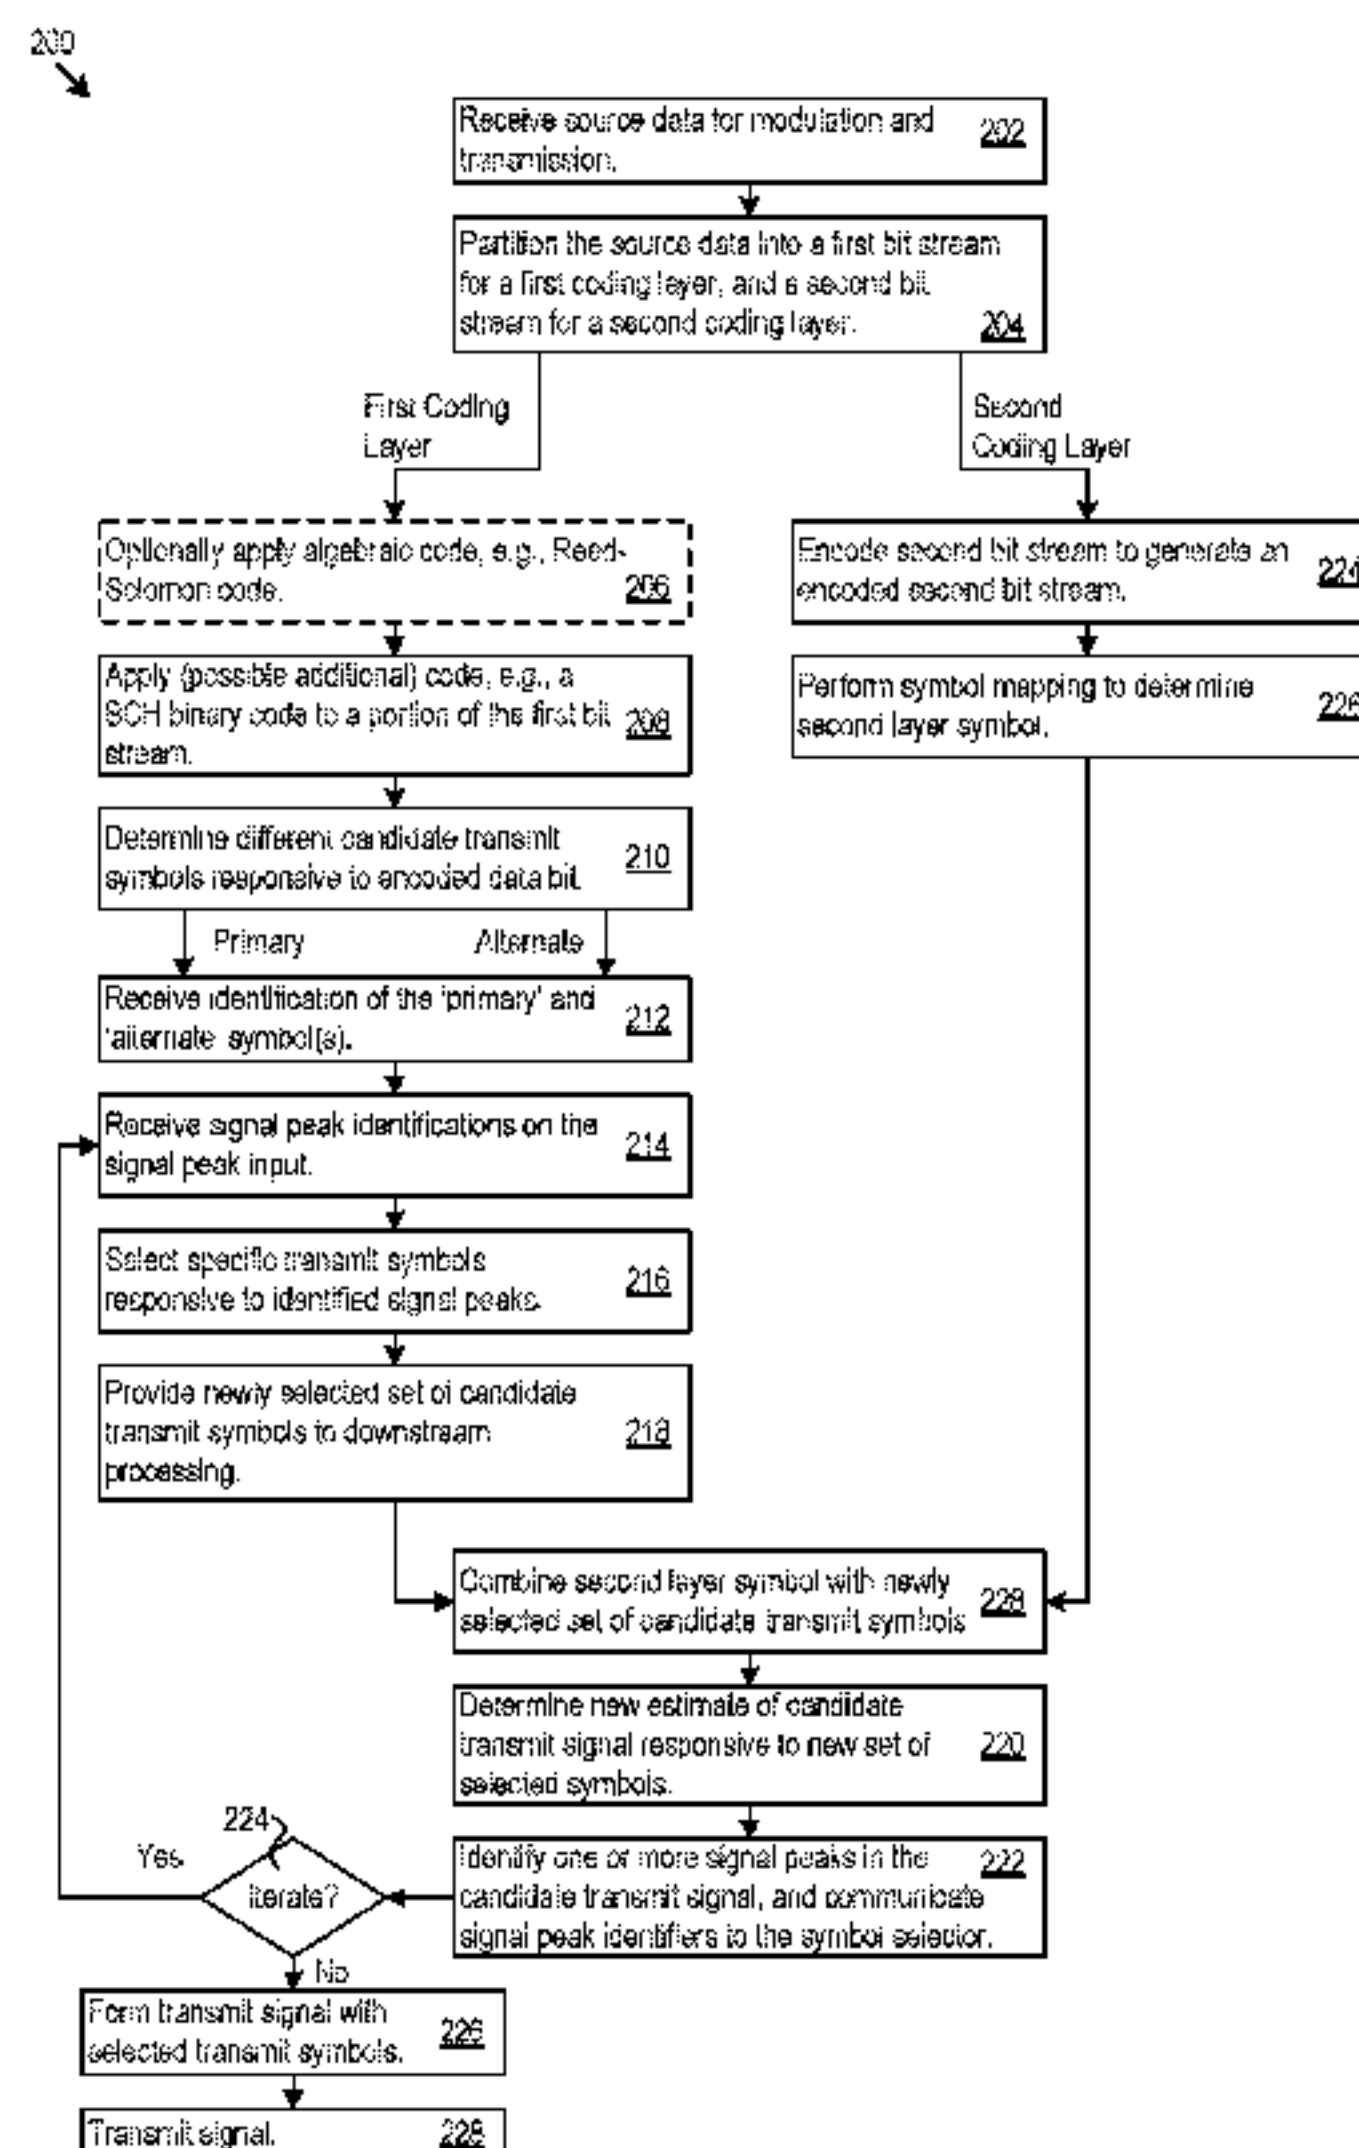 200
Receive source data for modulation and
transmission.
202
Partition the source data into a first bit stream
for a first coding layer, and a second bit
stream for a second coding layer.
204
First Coding
Layer
Second
Coding Layer
Optionally apply algebraic code, e.g., Reed-
Solomon code.
206
Encode second bit stream to generate an
encoded second bit stream.
224
Apply (possible additional) code, e.g., a
SCH binary code to a portion of the first bit
stream.
208
Perform symbol mapping to determine
second layer symbol.
226
Determine different candidate transmit
symbols responsive to encoded data bit.
210
Primary
Alternate
Receive identification of the 'primary' and
'alternate' symbol(s).
212
Receive signal peak identifications on the
signal peak input.
214
Select specific transmit symbols
responsive to identified signal peaks.
216
Provide newly selected set of candidate
transmit symbols to downstream
processing.
218
Combine second layer symbol with newly
selected set of candidate transmit symbols
228
Determine new estimate of candidate
transmit signal responsive to new set of
selected symbols.
220
Identify one or more signal peaks in the
candidate transmit signal, and communicate
signal peak identifiers to the symbol selector.
222
224
Yes
iterate?
No
Form transmit signal with
selected transmit symbols.
226
Transmit signal.
228